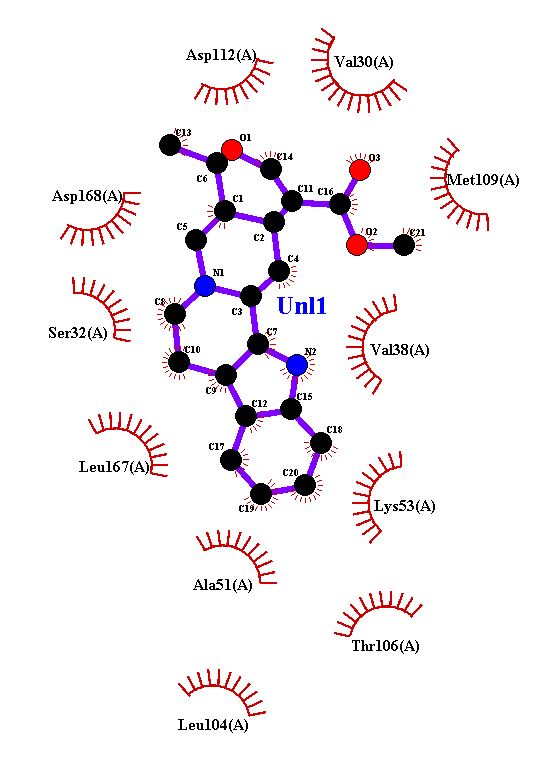 Asp112(A)
Val30(A)
C13
O1
C14
O3
C6
Met109(A)
C11
C16
Asp168(A)
C1
C5
C2
O2
C21
C4
N1
C8
C3
Unl1
Ser32(A)
C7
N2
Val38(A)
C10
C9
C12
C15
C18
C17
Leu167(A)
C20
C19
Lys53(A)
Ala51(A)
Thr106(A)
Leu104(A)